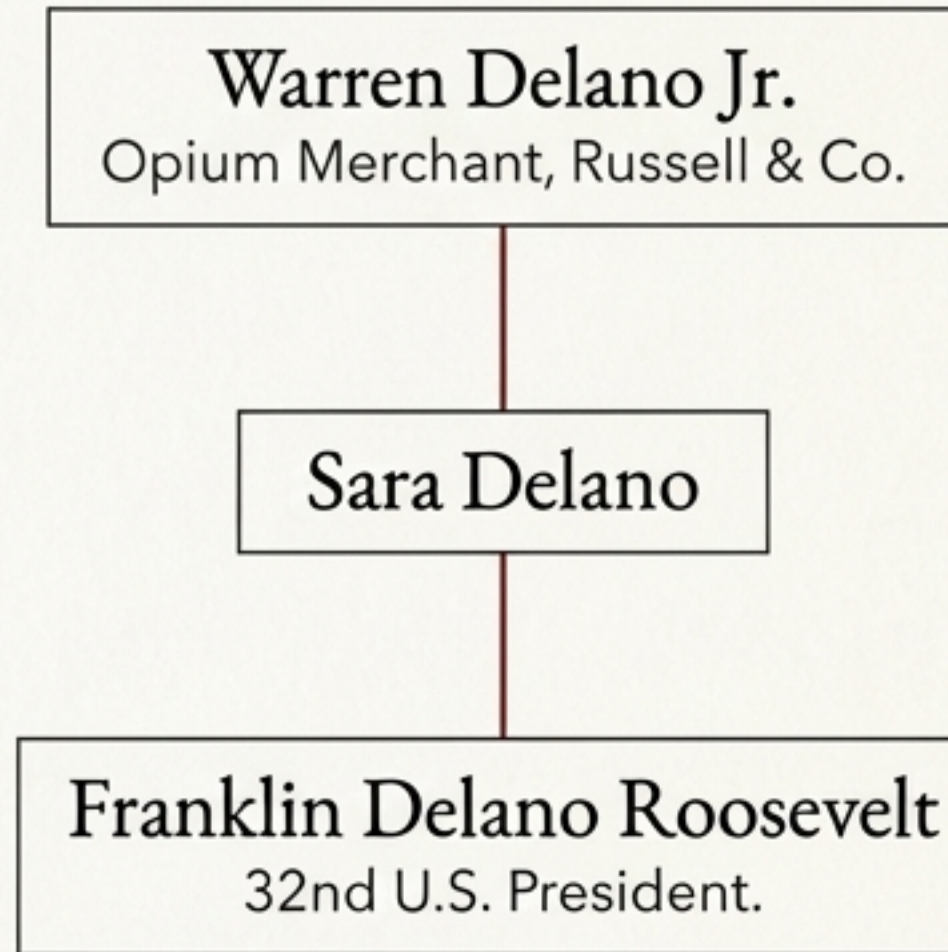 Warren Delano Jr.
Opium Merchant, Russell & Co.
Sara Delano
Franklin Delano Roosevelt
32nd U.S. President.